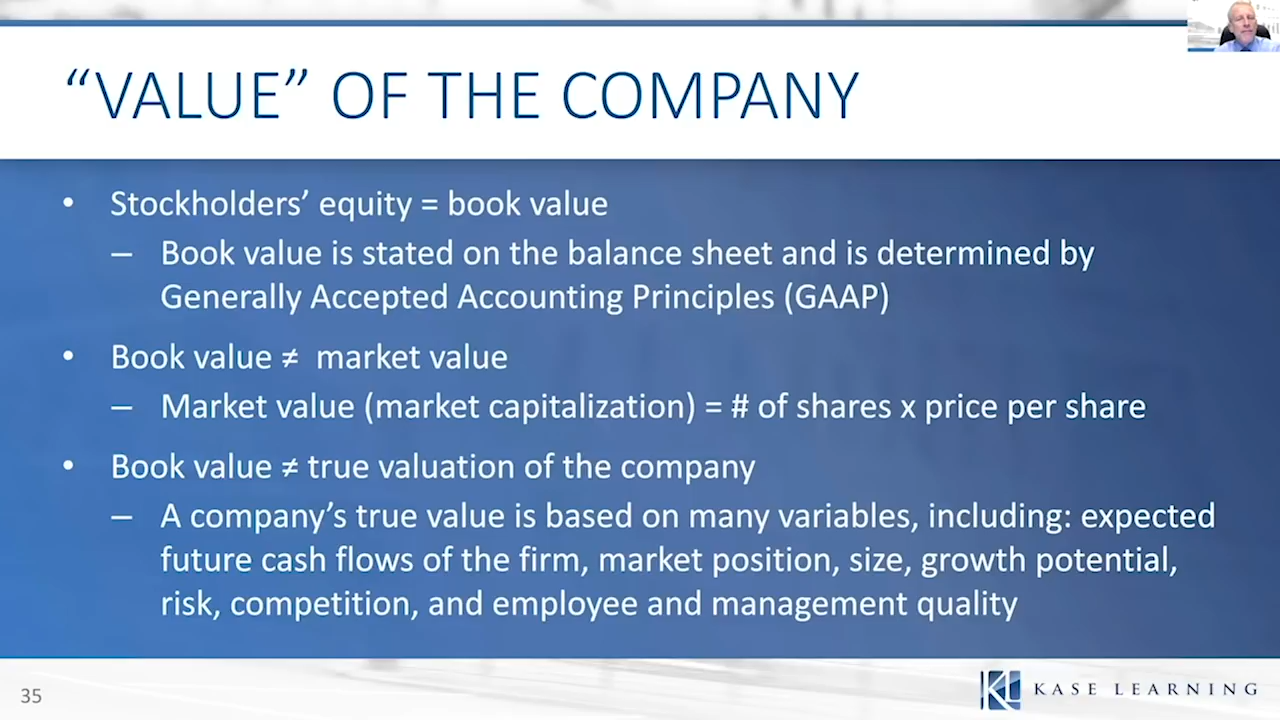 “VALUE” OF THE COMPANY
• Stockholders’ equity = book value
– Book value is stated on the balance sheet and is determined by
Generally Accepted Accounting Principles (GAAP)
• Book value ≠ market value
– Market value (market capitalization) = # of shares x price per share
• Book value ≠ true valuation of the company
– A company’s true value is based on many variables, including: expected
future cash flows of the firm, market position, size, growth potential,
risk, competition, and employee and management quality
35
KL KASE LEARNING